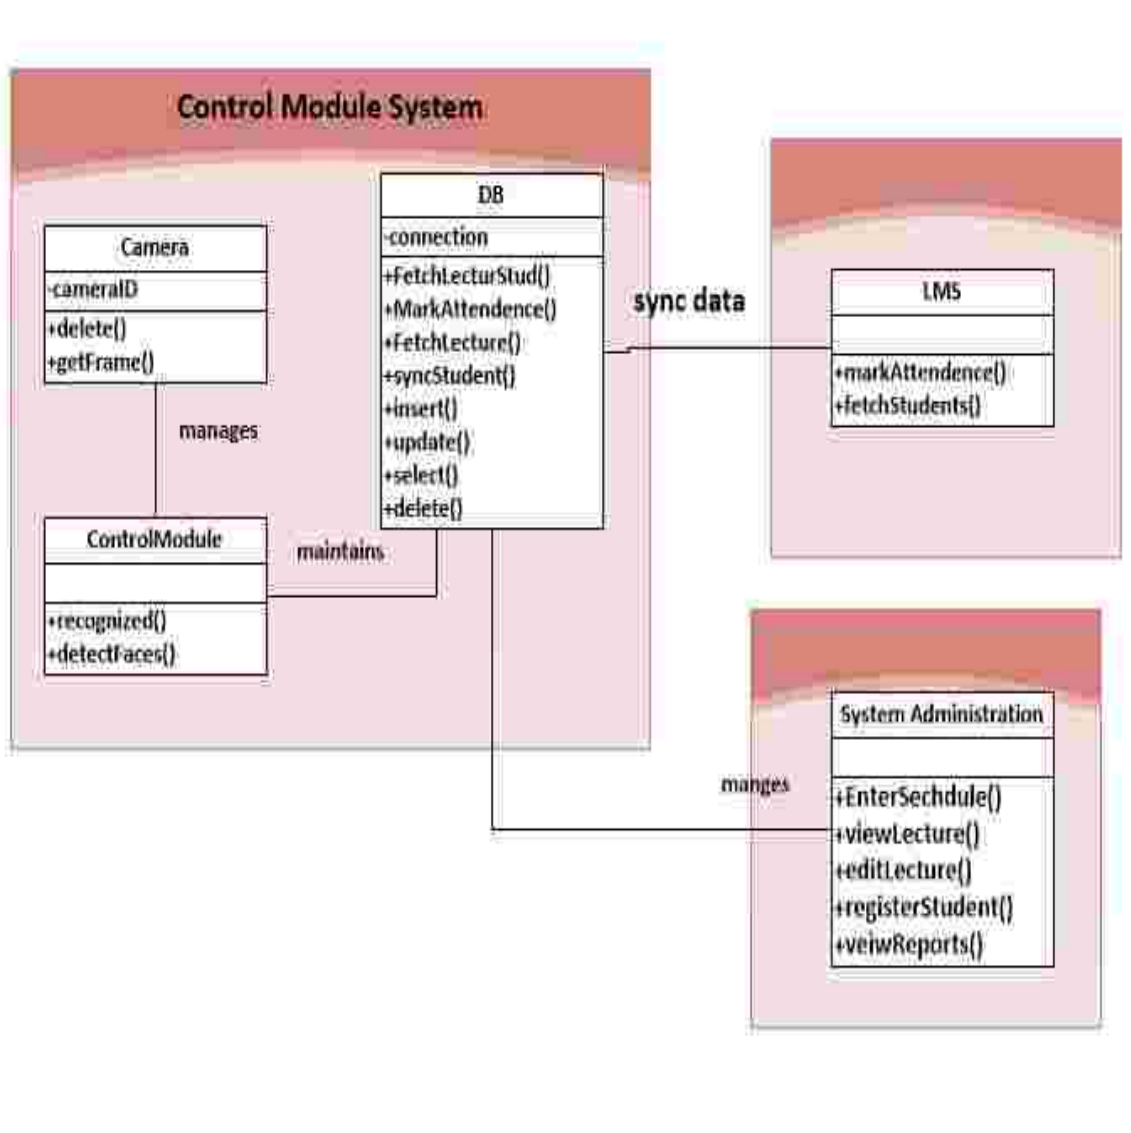 Control Module System
Camera
-cameraID
+delete()
+getFrame()
manages
ControlModule
+recognized()
+detectFaces()
maintains
DB
-connection
+FetchLecturStud()
+MarkAttendence()
+FetchLecture()
+syncStudent()
+insert()
+update()
+select()
+delete()
sync data
LMS
+markAttendence()
+fetchStudents()
manges
System Administration
+EnterSechdule()
+viewLecture()
+editLecture()
+registerStudent()
+veiwReports()